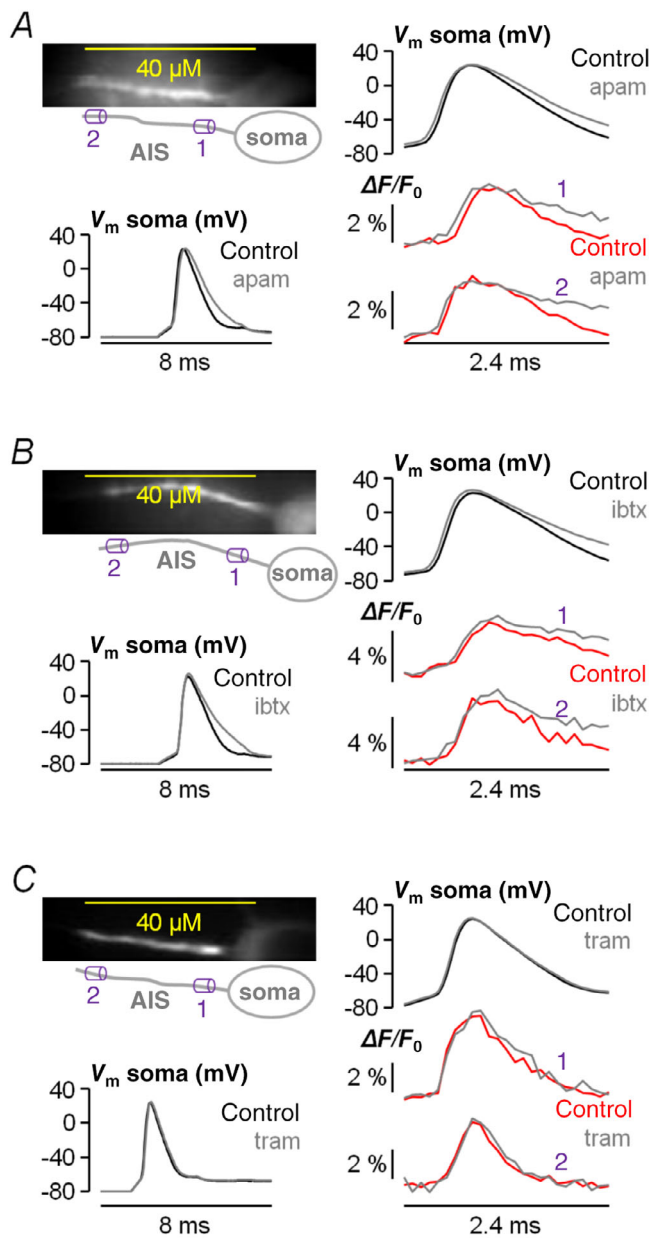 A
40 µM
2
AIS
1
soma
Vm soma (mV)
40
0
-40
-80
Control
apam
8 ms
Vm soma (mV)
40
0
-40
-80
Control
apam
ΔF/F0
2 %
1
Control
apam
2 %
2
2.4 ms
B
40 µM
2
AIS
1
soma
Vm soma (mV)
40
0
-40
-80
Control
ibtx
8 ms
Vm soma (mV)
40
0
-40
-80
Control
ibtx
ΔF/F0
4 %
1
Control
ibtx
4 %
2
2.4 ms
C
40 µM
2
AIS
1
soma
Vm soma (mV)
40
0
-40
-80
Control
tram
8 ms
Vm soma (mV)
40
0
-40
-80
Control
tram
ΔF/F0
2 %
1
Control
tram
2 %
2
2.4 ms